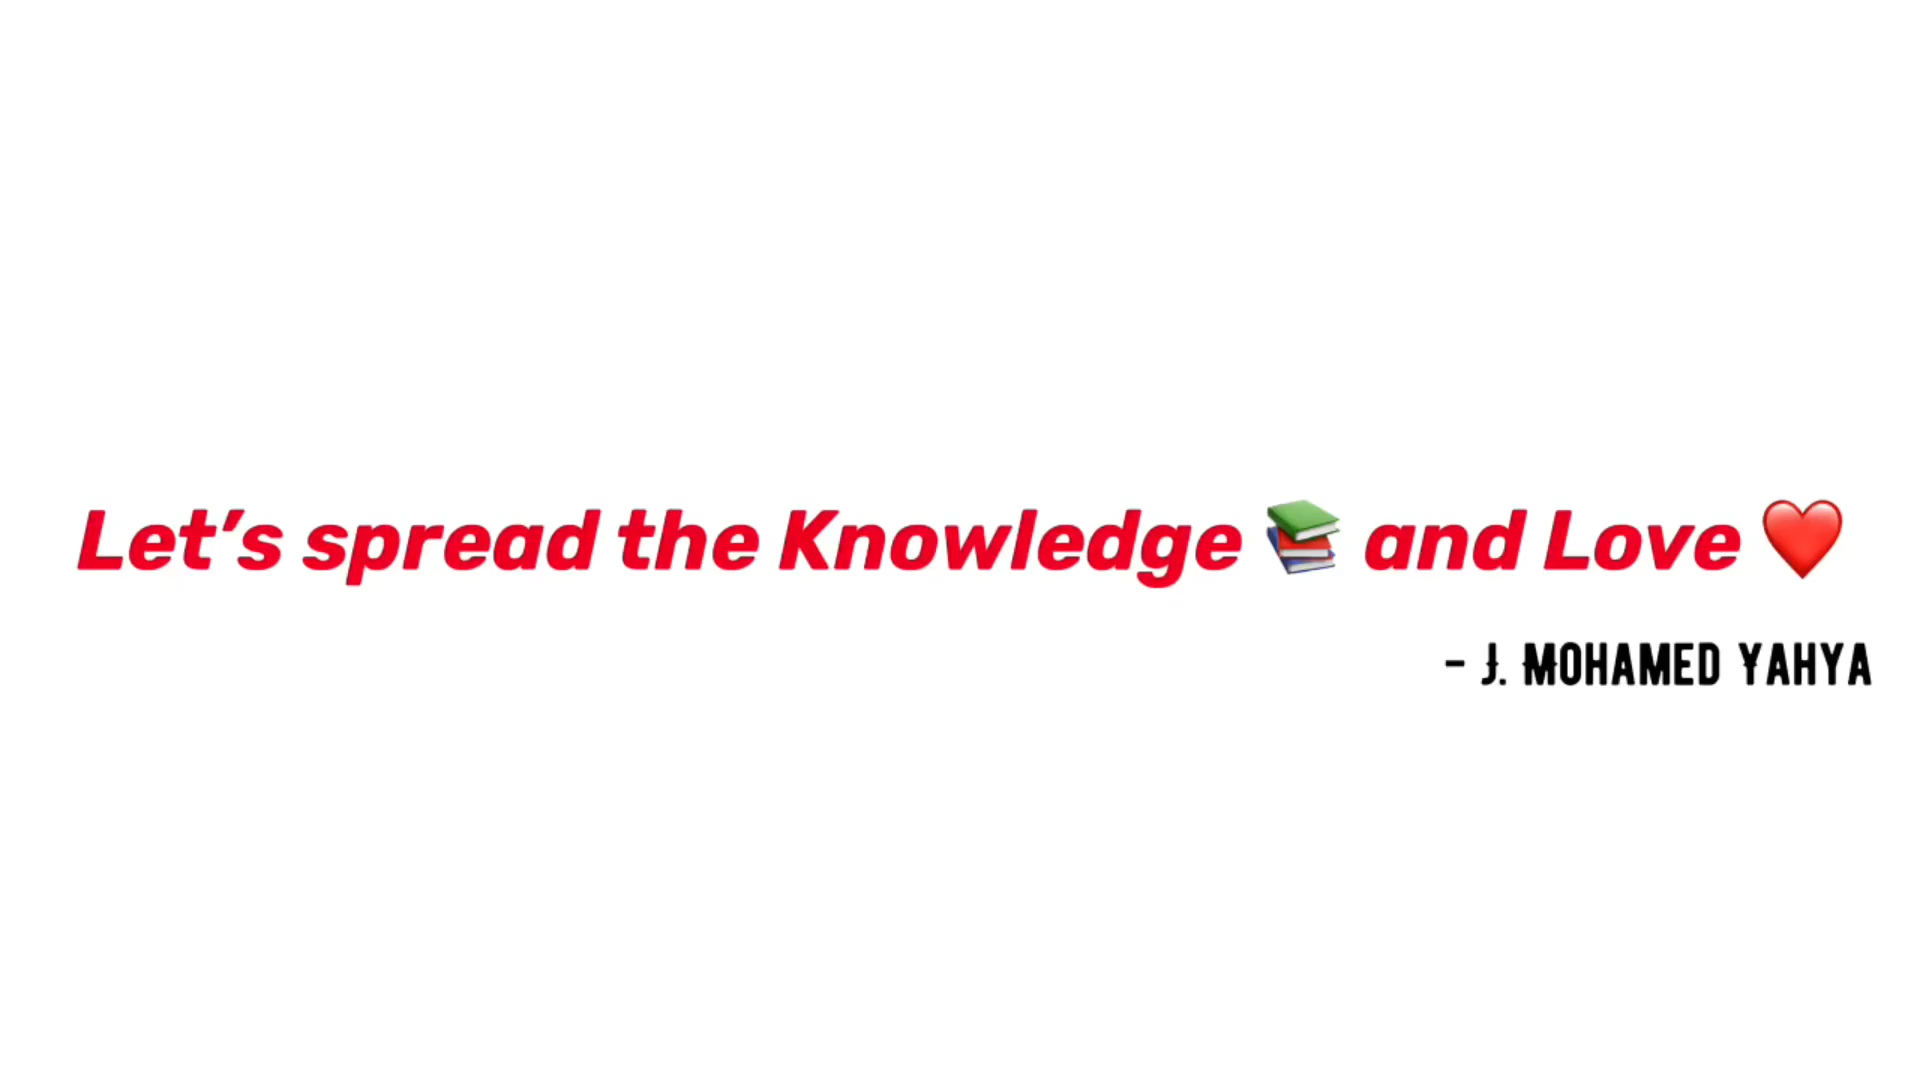 Let's spread the Knowledge 📚 and Love ❤️
- J. MOHAMED YAHYA